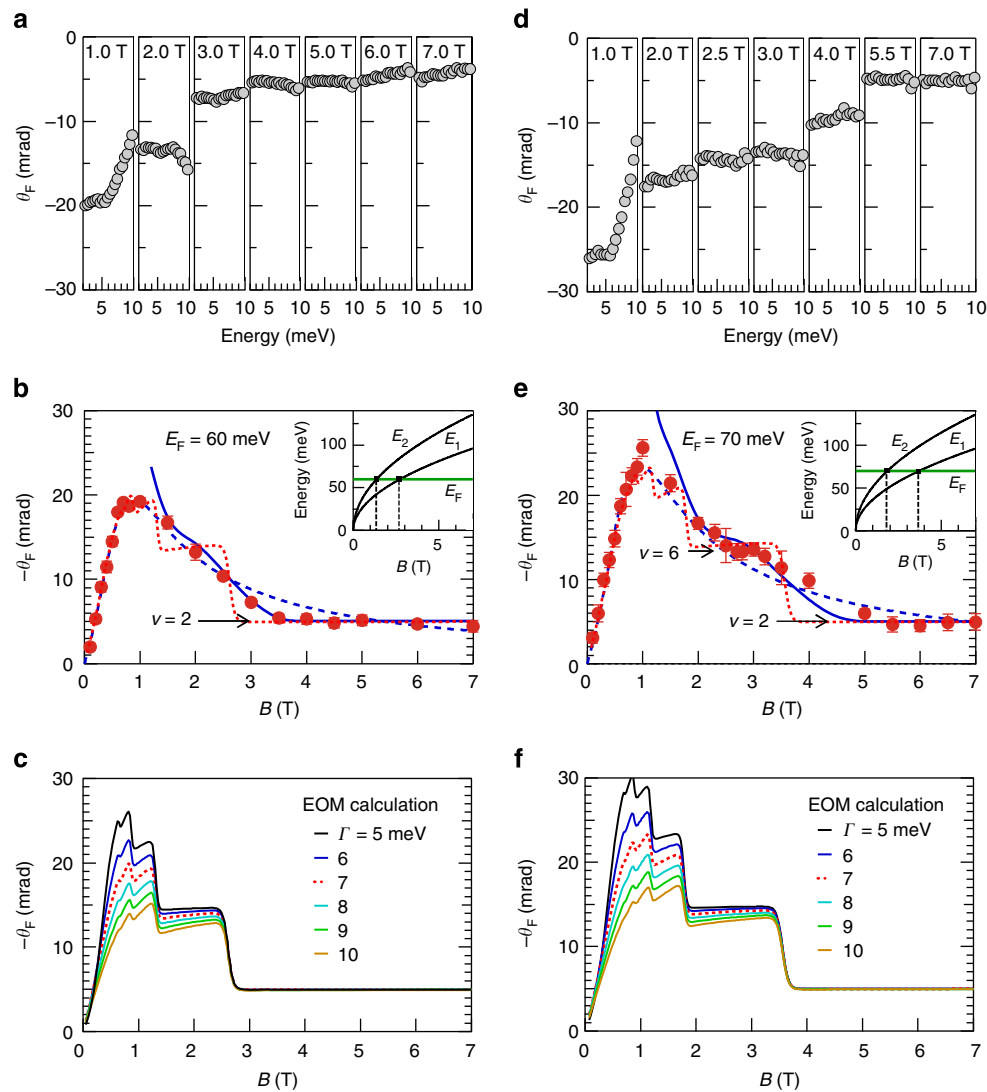 a
1.0 T 2.0 T 3.0 T 4.0 T 5.0 T 6.0 T 7.0 T
0
−10
−20
−30
θF (mrad)
5 10 5 10 5 10 5 10 5 10 5 10 5 10
Energy (meV)
d
1.0 T 2.0 T 2.5 T 3.0 T 4.0 T 5.5 T 7.0 T
0
−10
−20
−30
θF (mrad)
5 10 5 10 5 10 5 10 5 10 5 10 5 10
Energy (meV)
b
30
20
10
0
−θF (mrad)
EF = 60 meV
ν = 2
0 1 2 3 4 5 6 7
B (T)
Energy (meV)
100
50
0
E2
E1
EF
0 5
B (T)
e
30
20
10
0
−θF (mrad)
EF = 70 meV
ν = 6
ν = 2
0 1 2 3 4 5 6 7
B (T)
Energy (meV)
100
50
0
E2
E1
EF
0 5
B (T)
c
30
20
10
0
−θF (mrad)
EOM calculation
Γ = 5 meV
6
7
8
9
10
0 1 2 3 4 5 6 7
B (T)
f
30
20
10
0
−θF (mrad)
EOM calculation
Γ = 5 meV
6
7
8
9
10
0 1 2 3 4 5 6 7
B (T)